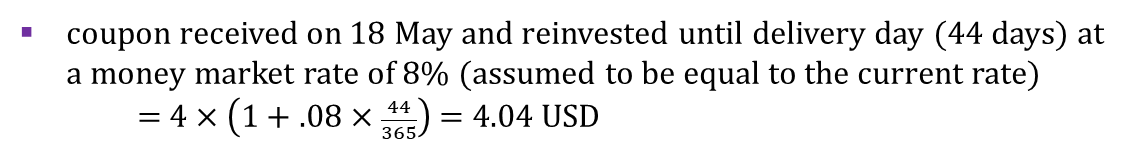 ▪ coupon received on 18 May and reinvested until delivery day (44 days) at
a money market rate of 8% (assumed to be equal to the current rate)
= 4 × (1 + .08 × 44/365) = 4.04 USD